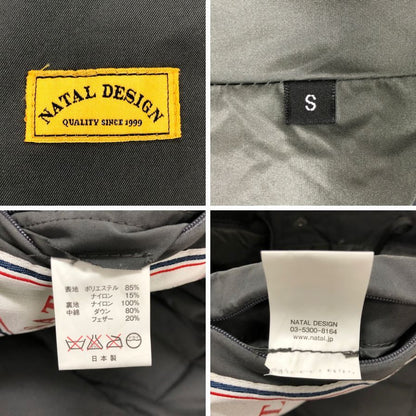 NATAL DESIGN
QUALITY SINCE 1999
S
表地 ポリエステル 85%
ナイロン 15%
裏地 ナイロン 100%
中綿 ダウン 80%
フェザー 20%
日本製
NATAL DESIGN
03-5300-8164
www.natal.jp